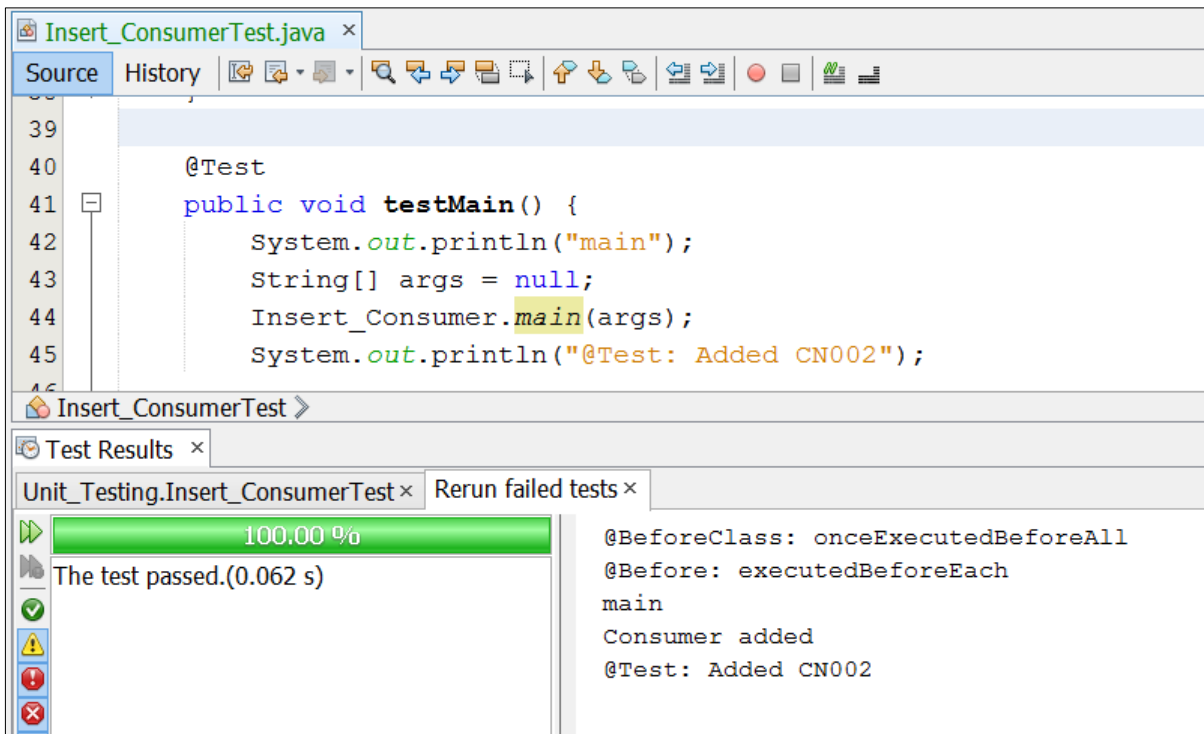 Insert_ConsumerTest.java ×
Source History
39
40 @Test
41 public void testMain() {
42 System.out.println("main");
43 String[] args = null;
44 Insert_Consumer.main(args);
45 System.out.println("@Test: Added CN002");
Insert_ConsumerTest
Test Results ×
Unit_Testing.Insert_ConsumerTest × Rerun failed tests ×
100.00 %
The test passed.(0.062 s)
@BeforeClass: onceExecutedBeforeAll
@Before: executedBeforeEach
main
Consumer added
@Test: Added CN002